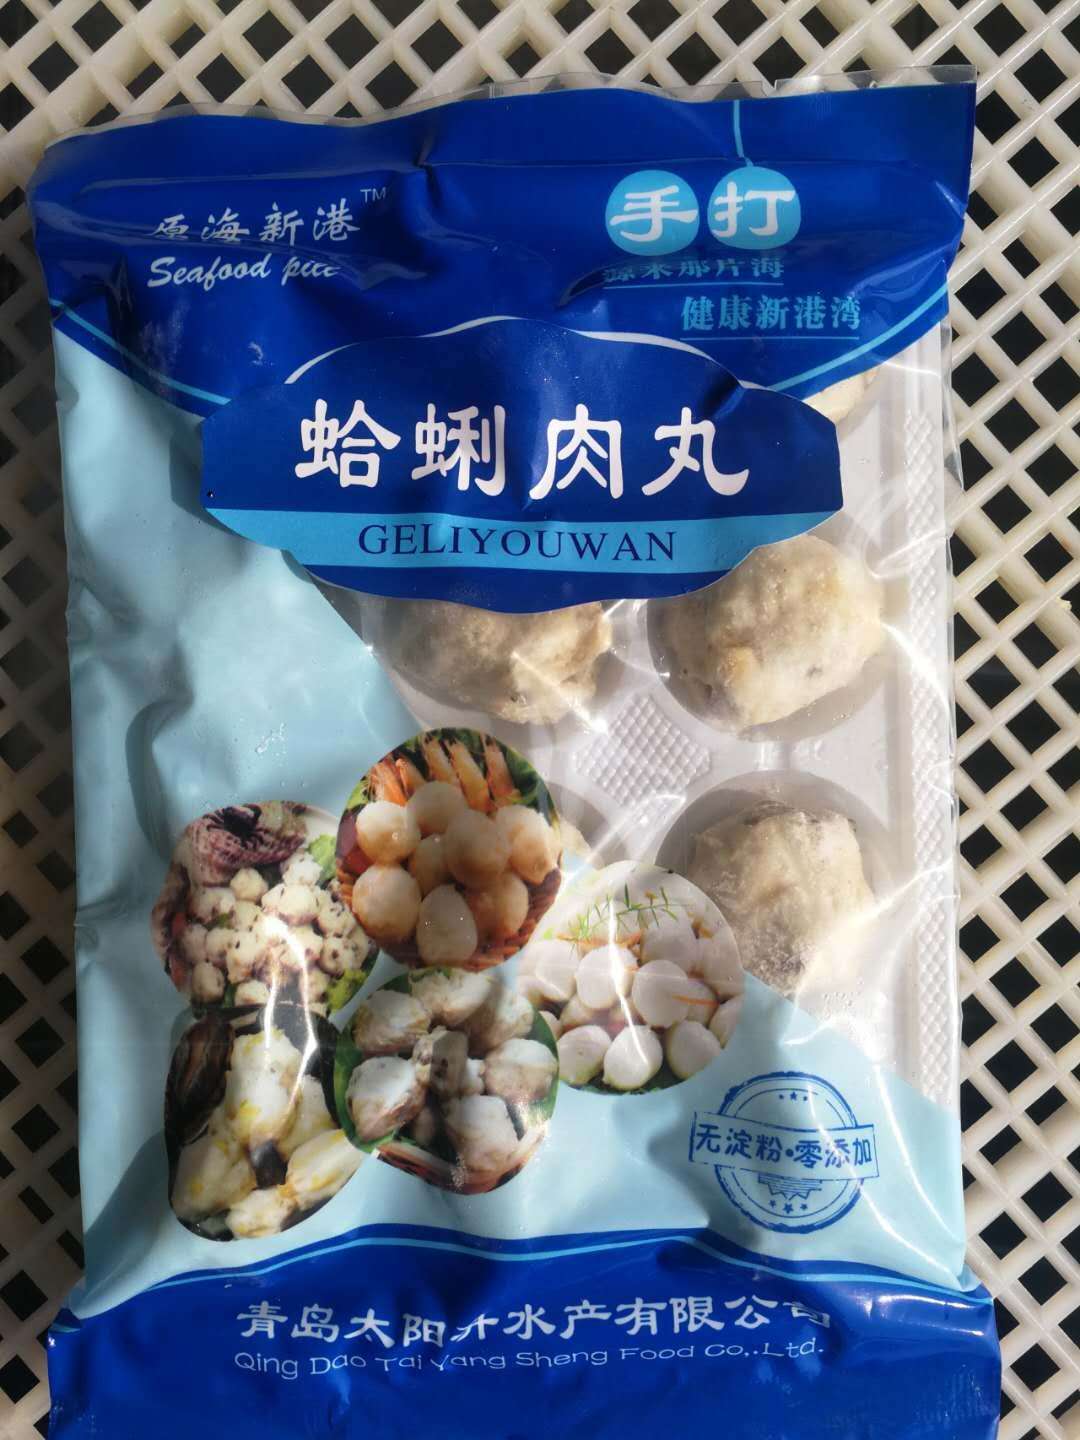 原海新港™
Seafood
手打
源来那片海
健康新港湾
蛤蜊肉丸
GELIYOUWAN
无淀粉·零添加
青岛太阳升水产有限公司
Qing Dao Tai Yang Sheng Food Co,.Ltd.